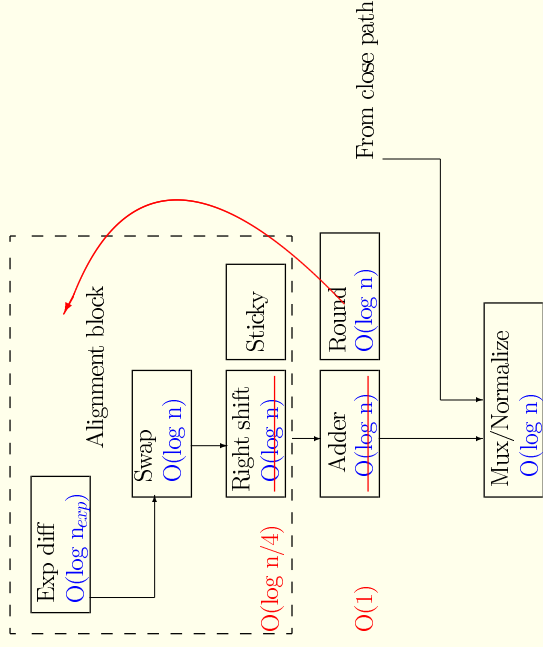 Exp diff
O(log n_exp)
Alignment block
Swap
O(log n)
Right shift
O(log n)
Sticky
O(log n/4)
Adder
O(log n)
Round
O(log n)
O(1)
From close path
Mux/Normalize
O(log n)